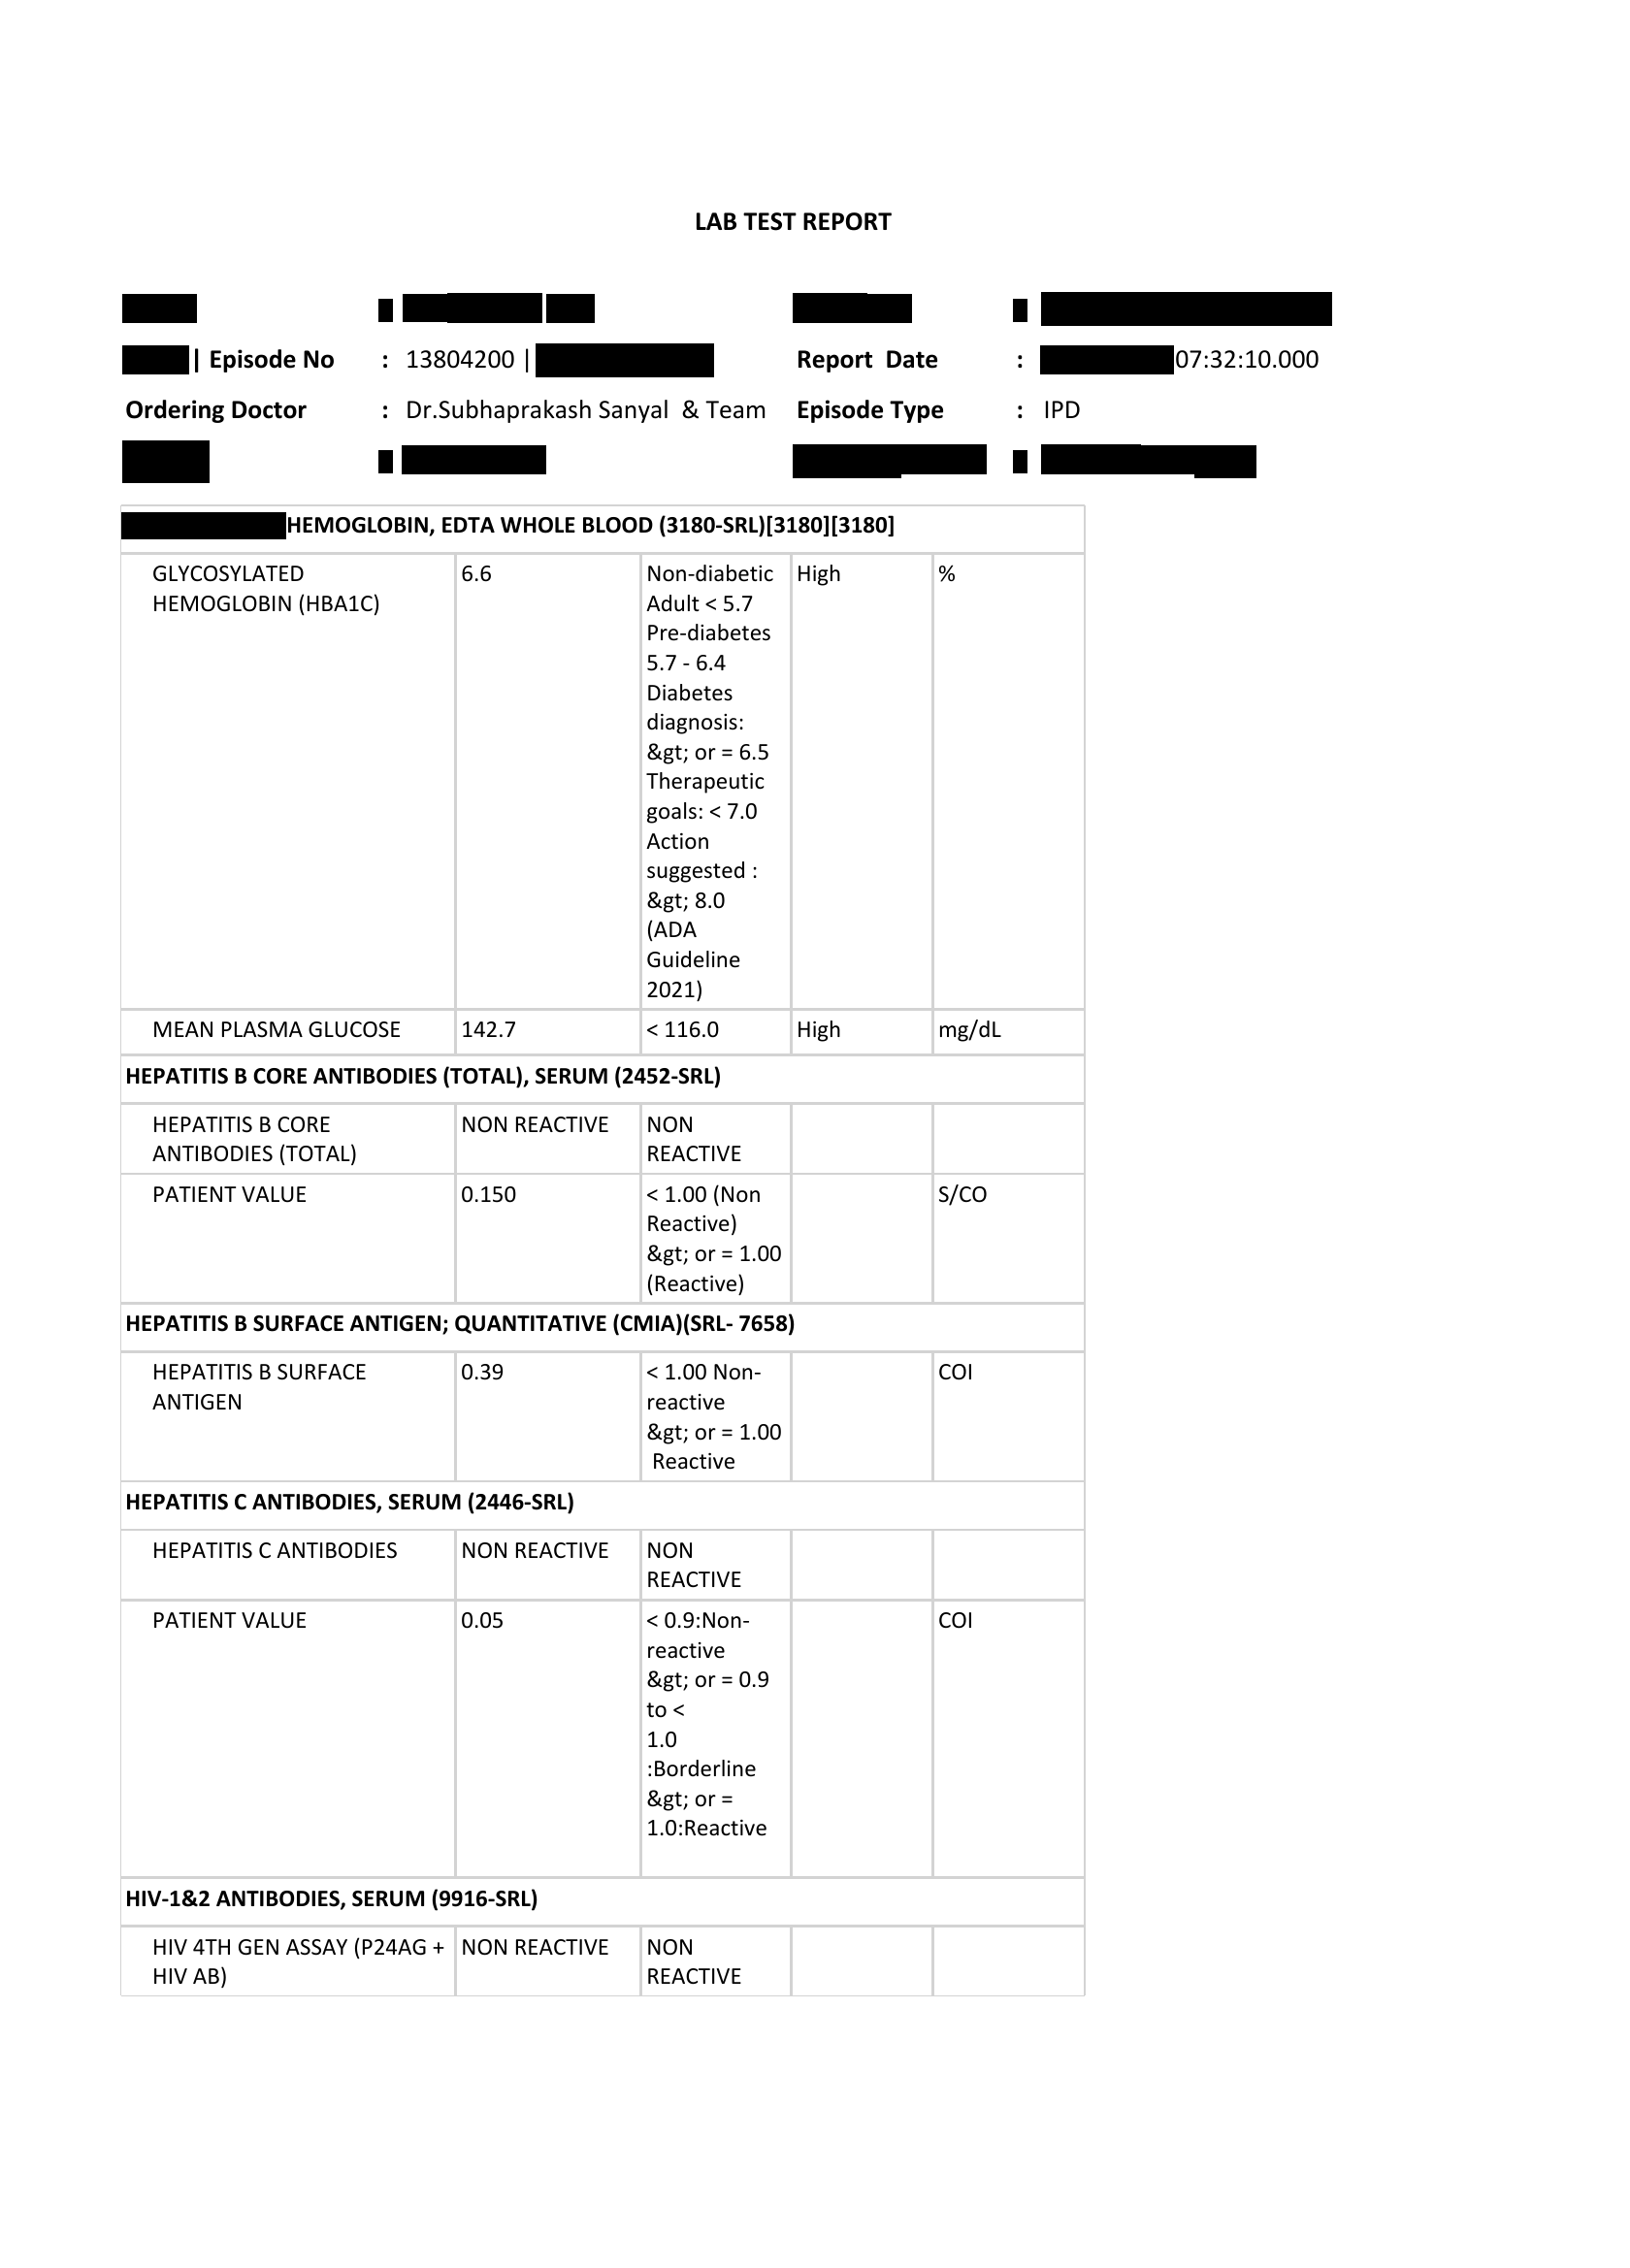 LAB TEST REPORT
| Episode No : 13804200 | Report Date : 07:32:10.000
Ordering Doctor : Dr.Subhaprakash Sanyal & Team Episode Type : IPD
HEMOGLOBIN, EDTA WHOLE BLOOD (3180-SRL)[3180][3180]
GLYCOSYLATED 6.6 Non-diabetic High %
HEMOGLOBIN (HBA1C) Adult < 5.7
Pre-diabetes
5.7 - 6.4
Diabetes
diagnosis:
&gt; or = 6.5
Therapeutic
goals: < 7.0
Action
suggested :
&gt; 8.0
(ADA
Guideline
2021)
MEAN PLASMA GLUCOSE 142.7 < 116.0 High mg/dL
HEPATITIS B CORE ANTIBODIES (TOTAL), SERUM (2452-SRL)
HEPATITIS B CORE NON REACTIVE NON
ANTIBODIES (TOTAL) REACTIVE
PATIENT VALUE 0.150 < 1.00 (Non S/CO
Reactive)
&gt; or = 1.00
(Reactive)
HEPATITIS B SURFACE ANTIGEN; QUANTITATIVE (CMIA)(SRL- 7658)
HEPATITIS B SURFACE 0.39 < 1.00 Non- COI
ANTIGEN reactive
&gt; or = 1.00
Reactive
HEPATITIS C ANTIBODIES, SERUM (2446-SRL)
HEPATITIS C ANTIBODIES NON REACTIVE NON
REACTIVE
PATIENT VALUE 0.05 < 0.9:Non- COI
reactive
&gt; or = 0.9
to <
1.0
:Borderline
&gt; or =
1.0:Reactive
HIV-1&2 ANTIBODIES, SERUM (9916-SRL)
HIV 4TH GEN ASSAY (P24AG + NON REACTIVE NON
HIV AB) REACTIVE